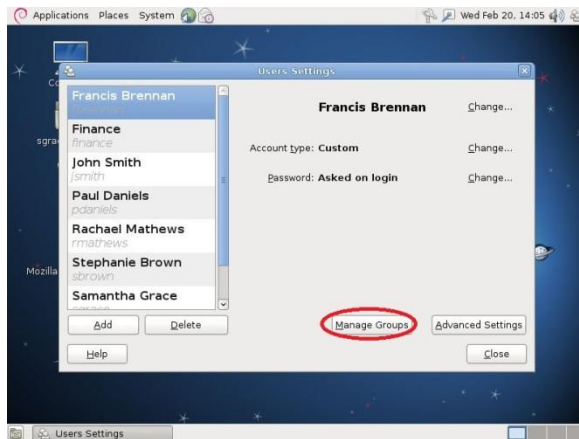 Applications Places System
Wed Feb 20, 14:05
Users Settings
Francis Brennan
Finance
finance
John Smith
jsmith
Paul Daniels
pdaniels
Rachael Mathews
rmathews
Stephanie Brown
sbrown
Samantha Grace
Add
Delete
Francis Brennan
Change...
Account type: Custom
Change...
Password: Asked on login
Change...
Manage Groups
Advanced Settings
Help
Close
sgra
Mozilla
Users Settings